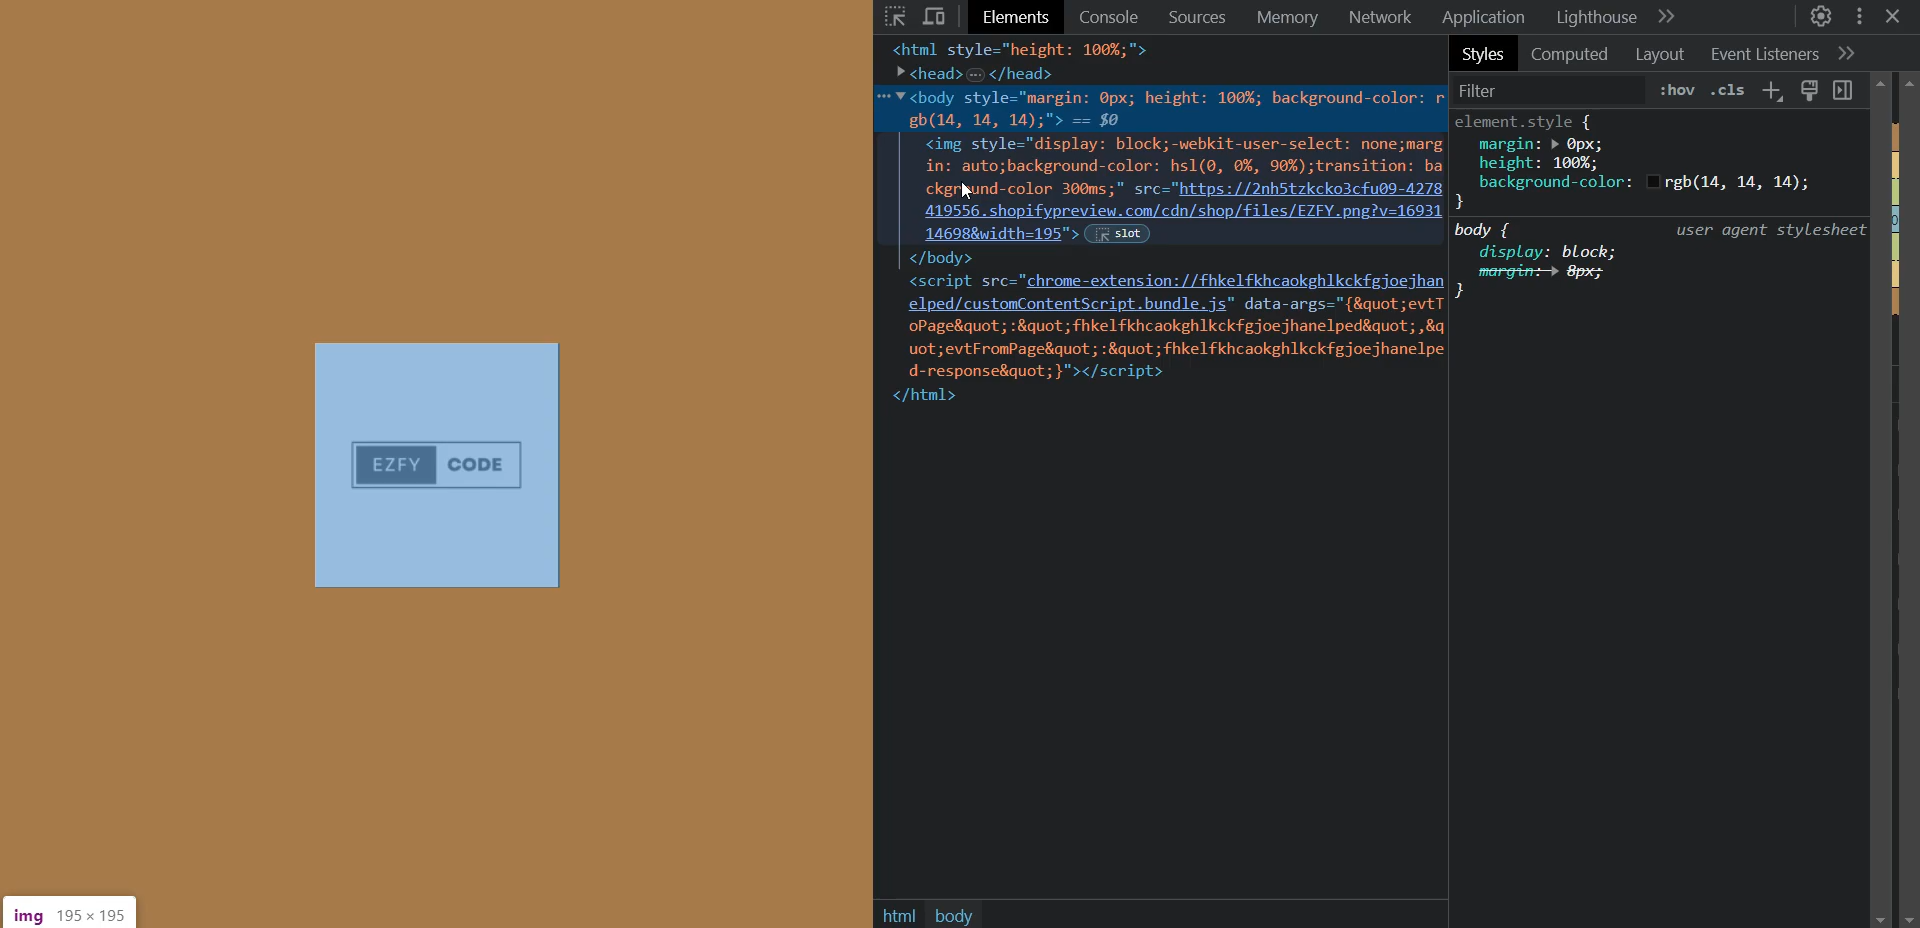 EZFY CODE
img 195 × 195
Elements Console Sources Memory Network Application Lighthouse
<html style="height: 100%;">
<head> </head>
<body style="margin: 0px; height: 100%; background-color: r
gb(14, 14, 14);"> == $0
<img style="display: block;-webkit-user-select: none;marg
in: auto;background-color: hsl(0, 0%, 90%);transition: ba
ckground-color 300ms;" src="https://2nh5tzkcko3cfu09-4278
419556.shopifypreview.com/cdn/shop/files/EZFY.png?v=16931
14698&width=195"> slot
</body>
<script src="chrome-extension://fhkelfkhcaokghlkckfgjoejhan
elped/customContentScript.bundle.js" data-args="{&quot;evtT
oPage&quot;:&quot;fhkelfkhcaokghlkckfgjoejhanelped&quot;,&q
uot;evtFromPage&quot;:&quot;fhkelfkhcaokghlkckfgjoejhanelpe
d-response&quot;}"></script>
</html>
html body
Styles Computed Layout Event Listeners
Filter :hov .cls
element.style {
margin: 0px;
height: 100%;
background-color: rgb(14, 14, 14);
}
body { user agent stylesheet
display: block;
margin: 8px;
}